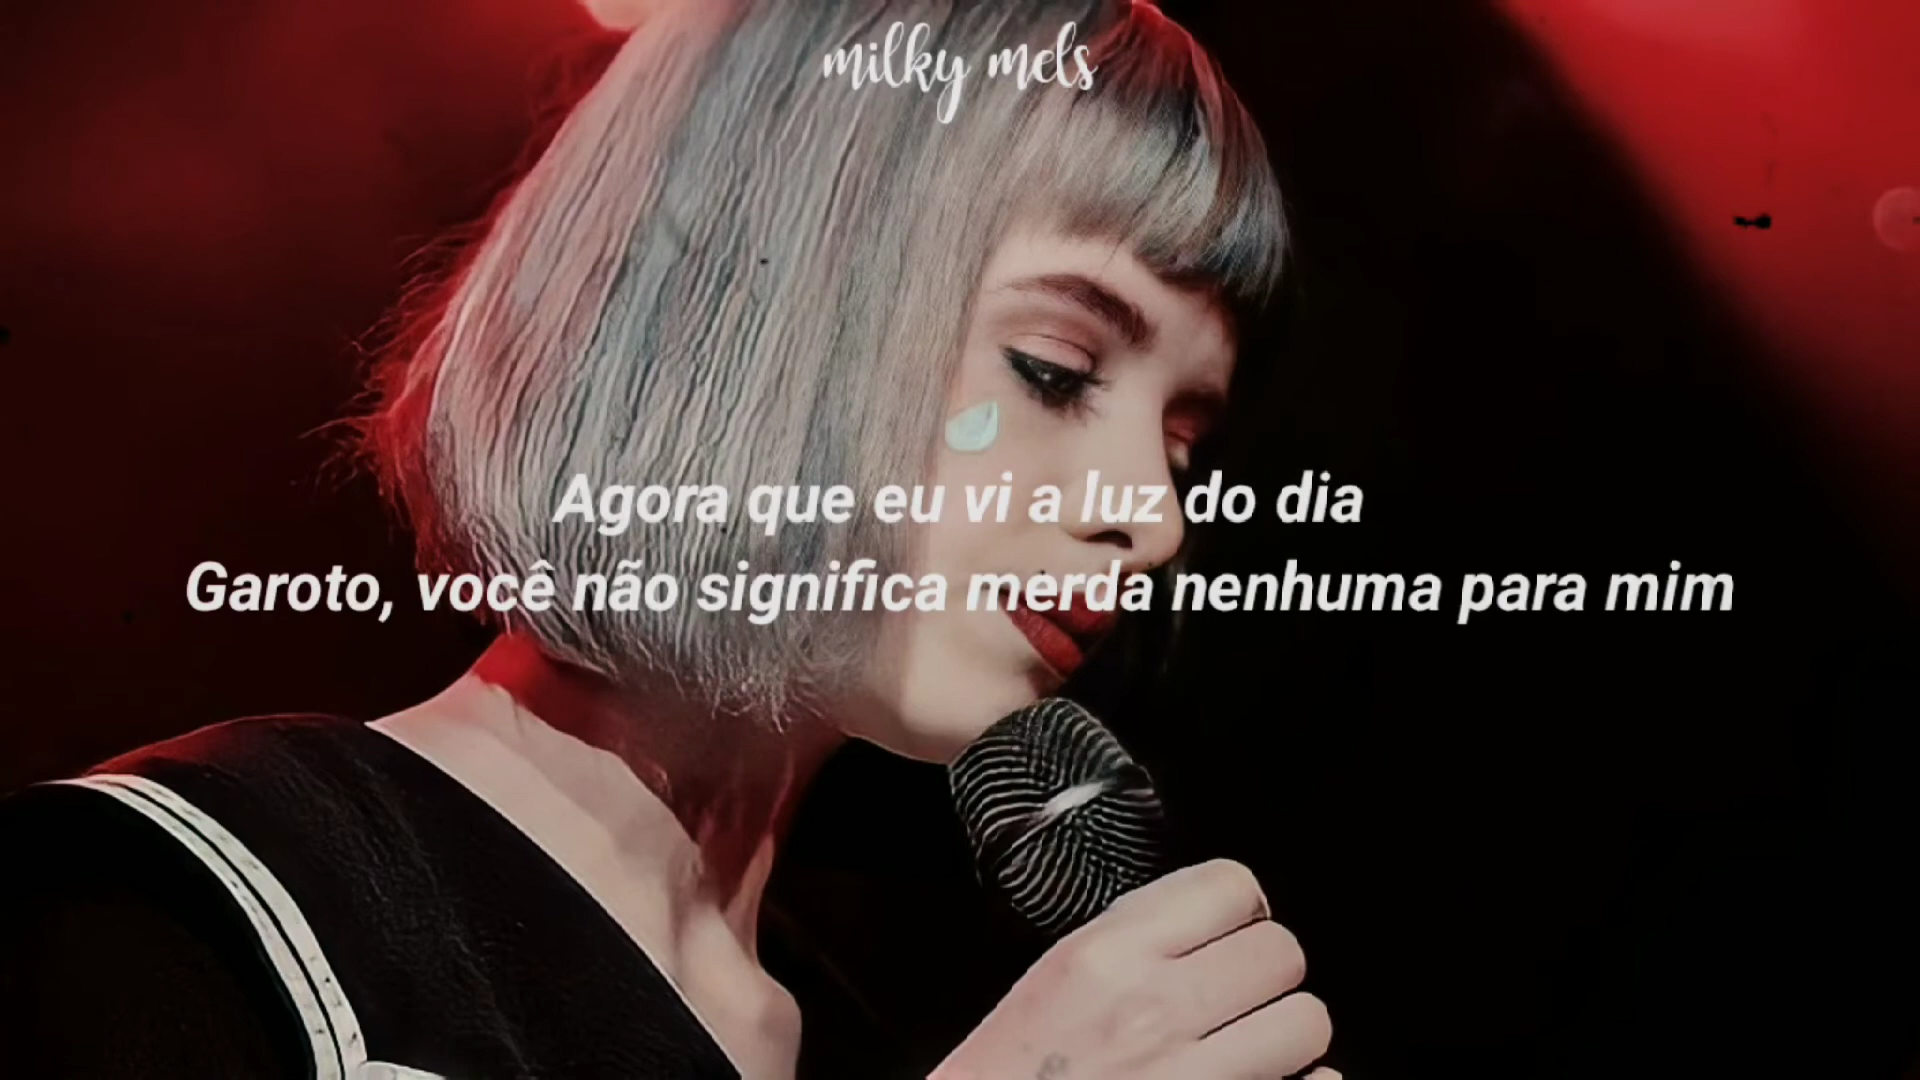 milky mels
Agora que eu vi a luz do dia
Garoto, você não significa merda nenhuma para mim